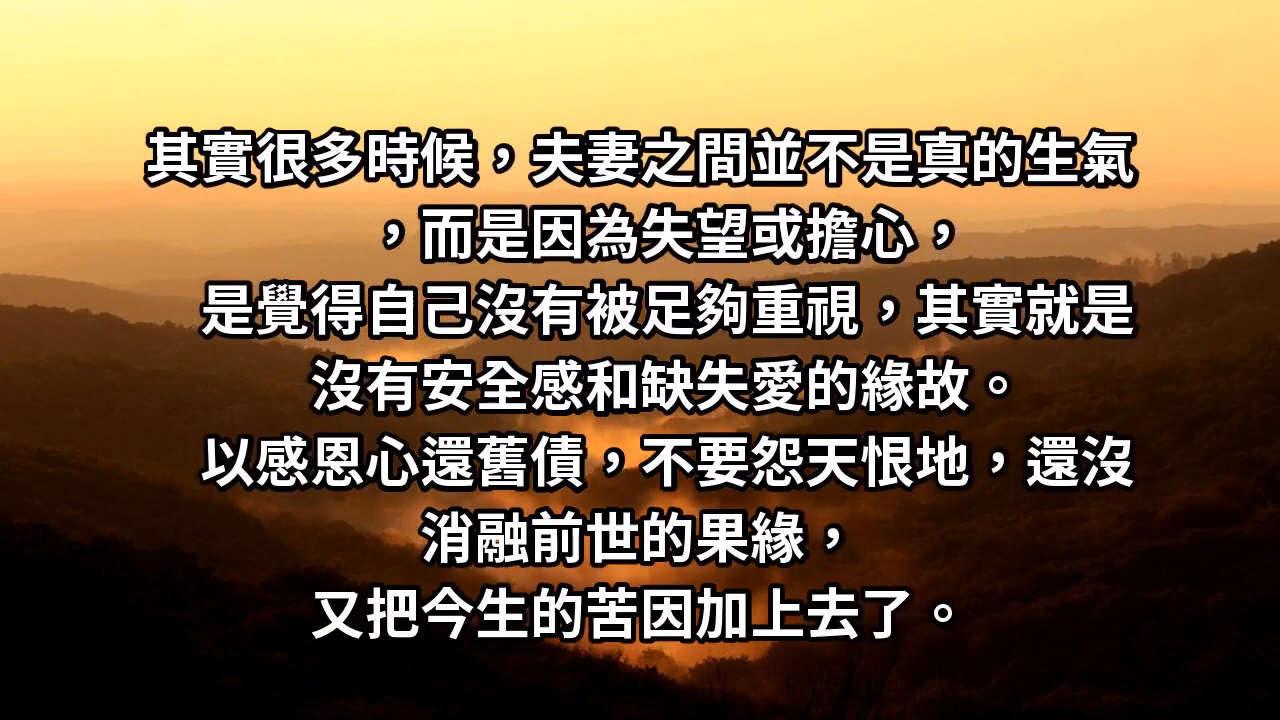 其實很多時候，夫妻之間並不是真的生氣
，而是因為失望或擔心，
是覺得自己沒有被足夠重視，其實就是
沒有安全感和缺失愛的緣故。
以感恩心還舊債，不要怨天恨地，還沒
消融前世的果緣，
又把今生的苦因加上去了。